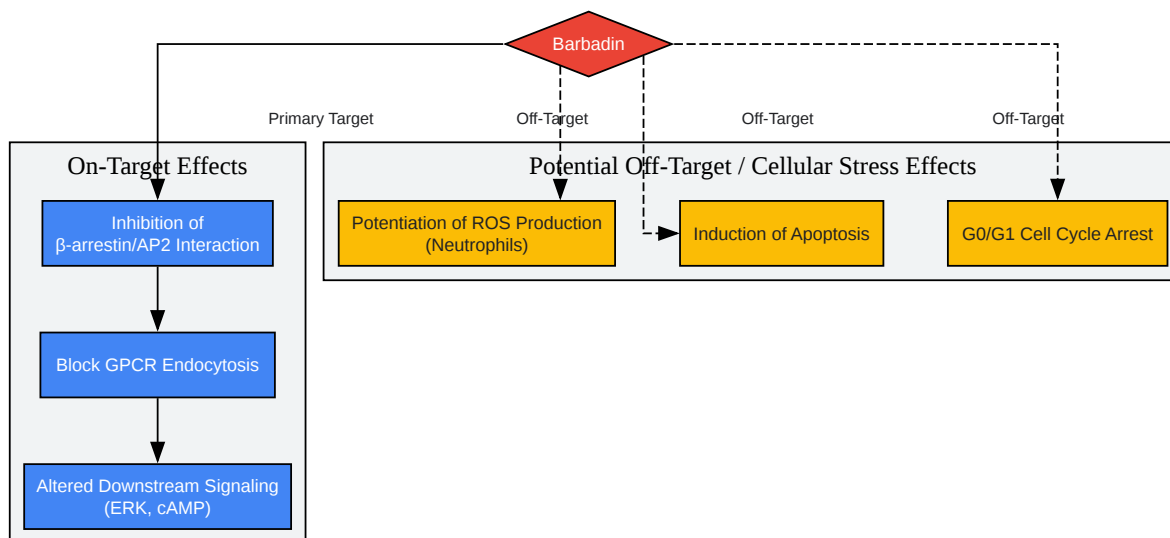 Barbadin
Primary Target
Off-Target
Off-Target
Off-Target
On-Target Effects
Potential Off-Target / Cellular Stress Effects
Inhibition of
β-arrestin/AP2 Interaction
Potentiation of ROS Production
(Neutrophils)
Induction of Apoptosis
G0/G1 Cell Cycle Arrest
Block GPCR Endocytosis
Altered Downstream Signaling
(ERK, cAMP)